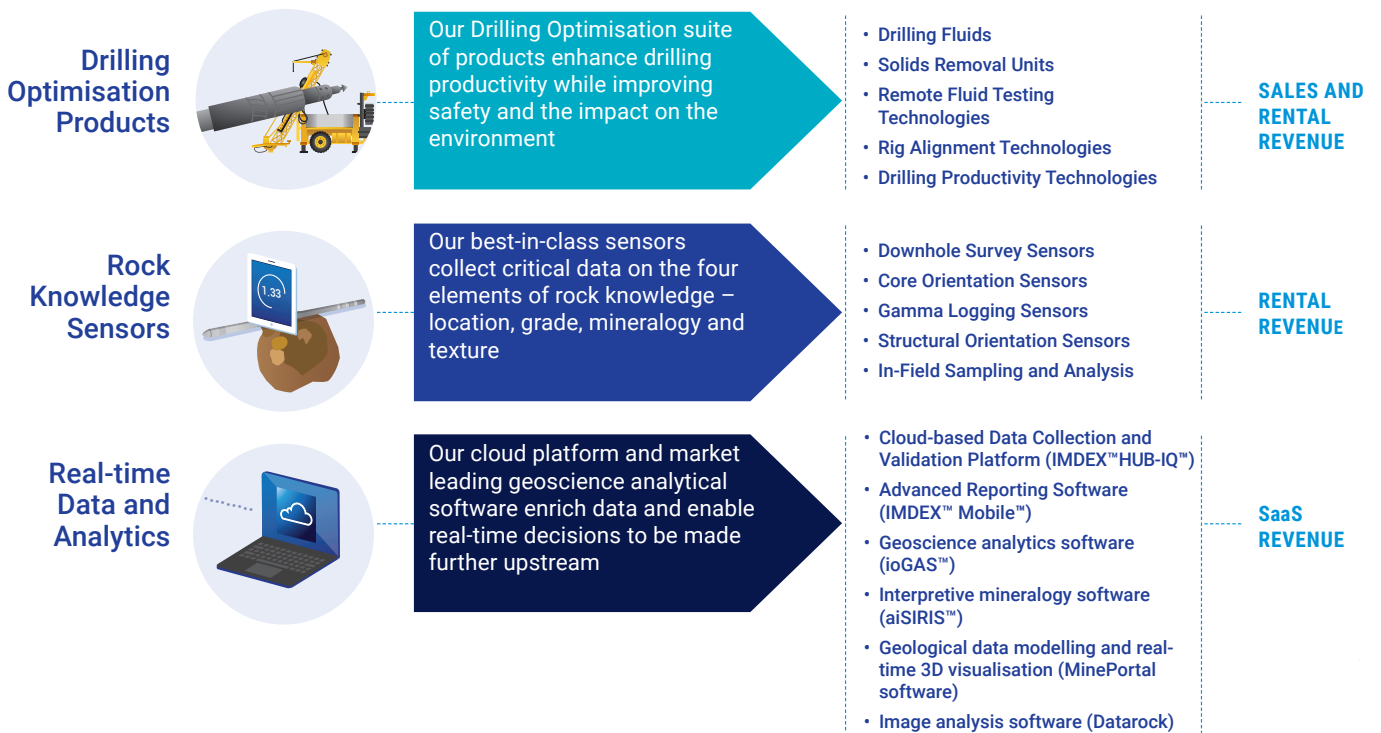 Drilling
Optimisation
Products
Our Drilling Optimisation suite
of products enhance drilling
productivity while improving
safety and the impact on the
environment
• Drilling Fluids
• Solids Removal Units
• Remote Fluid Testing
Technologies
• Rig Alignment Technologies
• Drilling Productivity Technologies
SALES AND
RENTAL
REVENUE
Rock
Knowledge
Sensors
1.33
Our best-in-class sensors
collect critical data on the four
elements of rock knowledge –
location, grade, mineralogy and
texture
• Downhole Survey Sensors
• Core Orientation Sensors
• Gamma Logging Sensors
• Structural Orientation Sensors
• In-Field Sampling and Analysis
RENTAL
REVENUE
Real-time
Data and
Analytics
Our cloud platform and market
leading geoscience analytical
software enrich data and enable
real-time decisions to be made
further upstream
• Cloud-based Data Collection and
Validation Platform (IMDEX™HUB-IQ™)
• Advanced Reporting Software
(IMDEX™ Mobile™)
• Geoscience analytics software
(ioGAS™)
• Interpretive mineralogy software
(aiSIRIS™)
• Geological data modelling and real-
time 3D visualisation (MinePortal
software)
• Image analysis software (Datarock)
SaaS
REVENUE